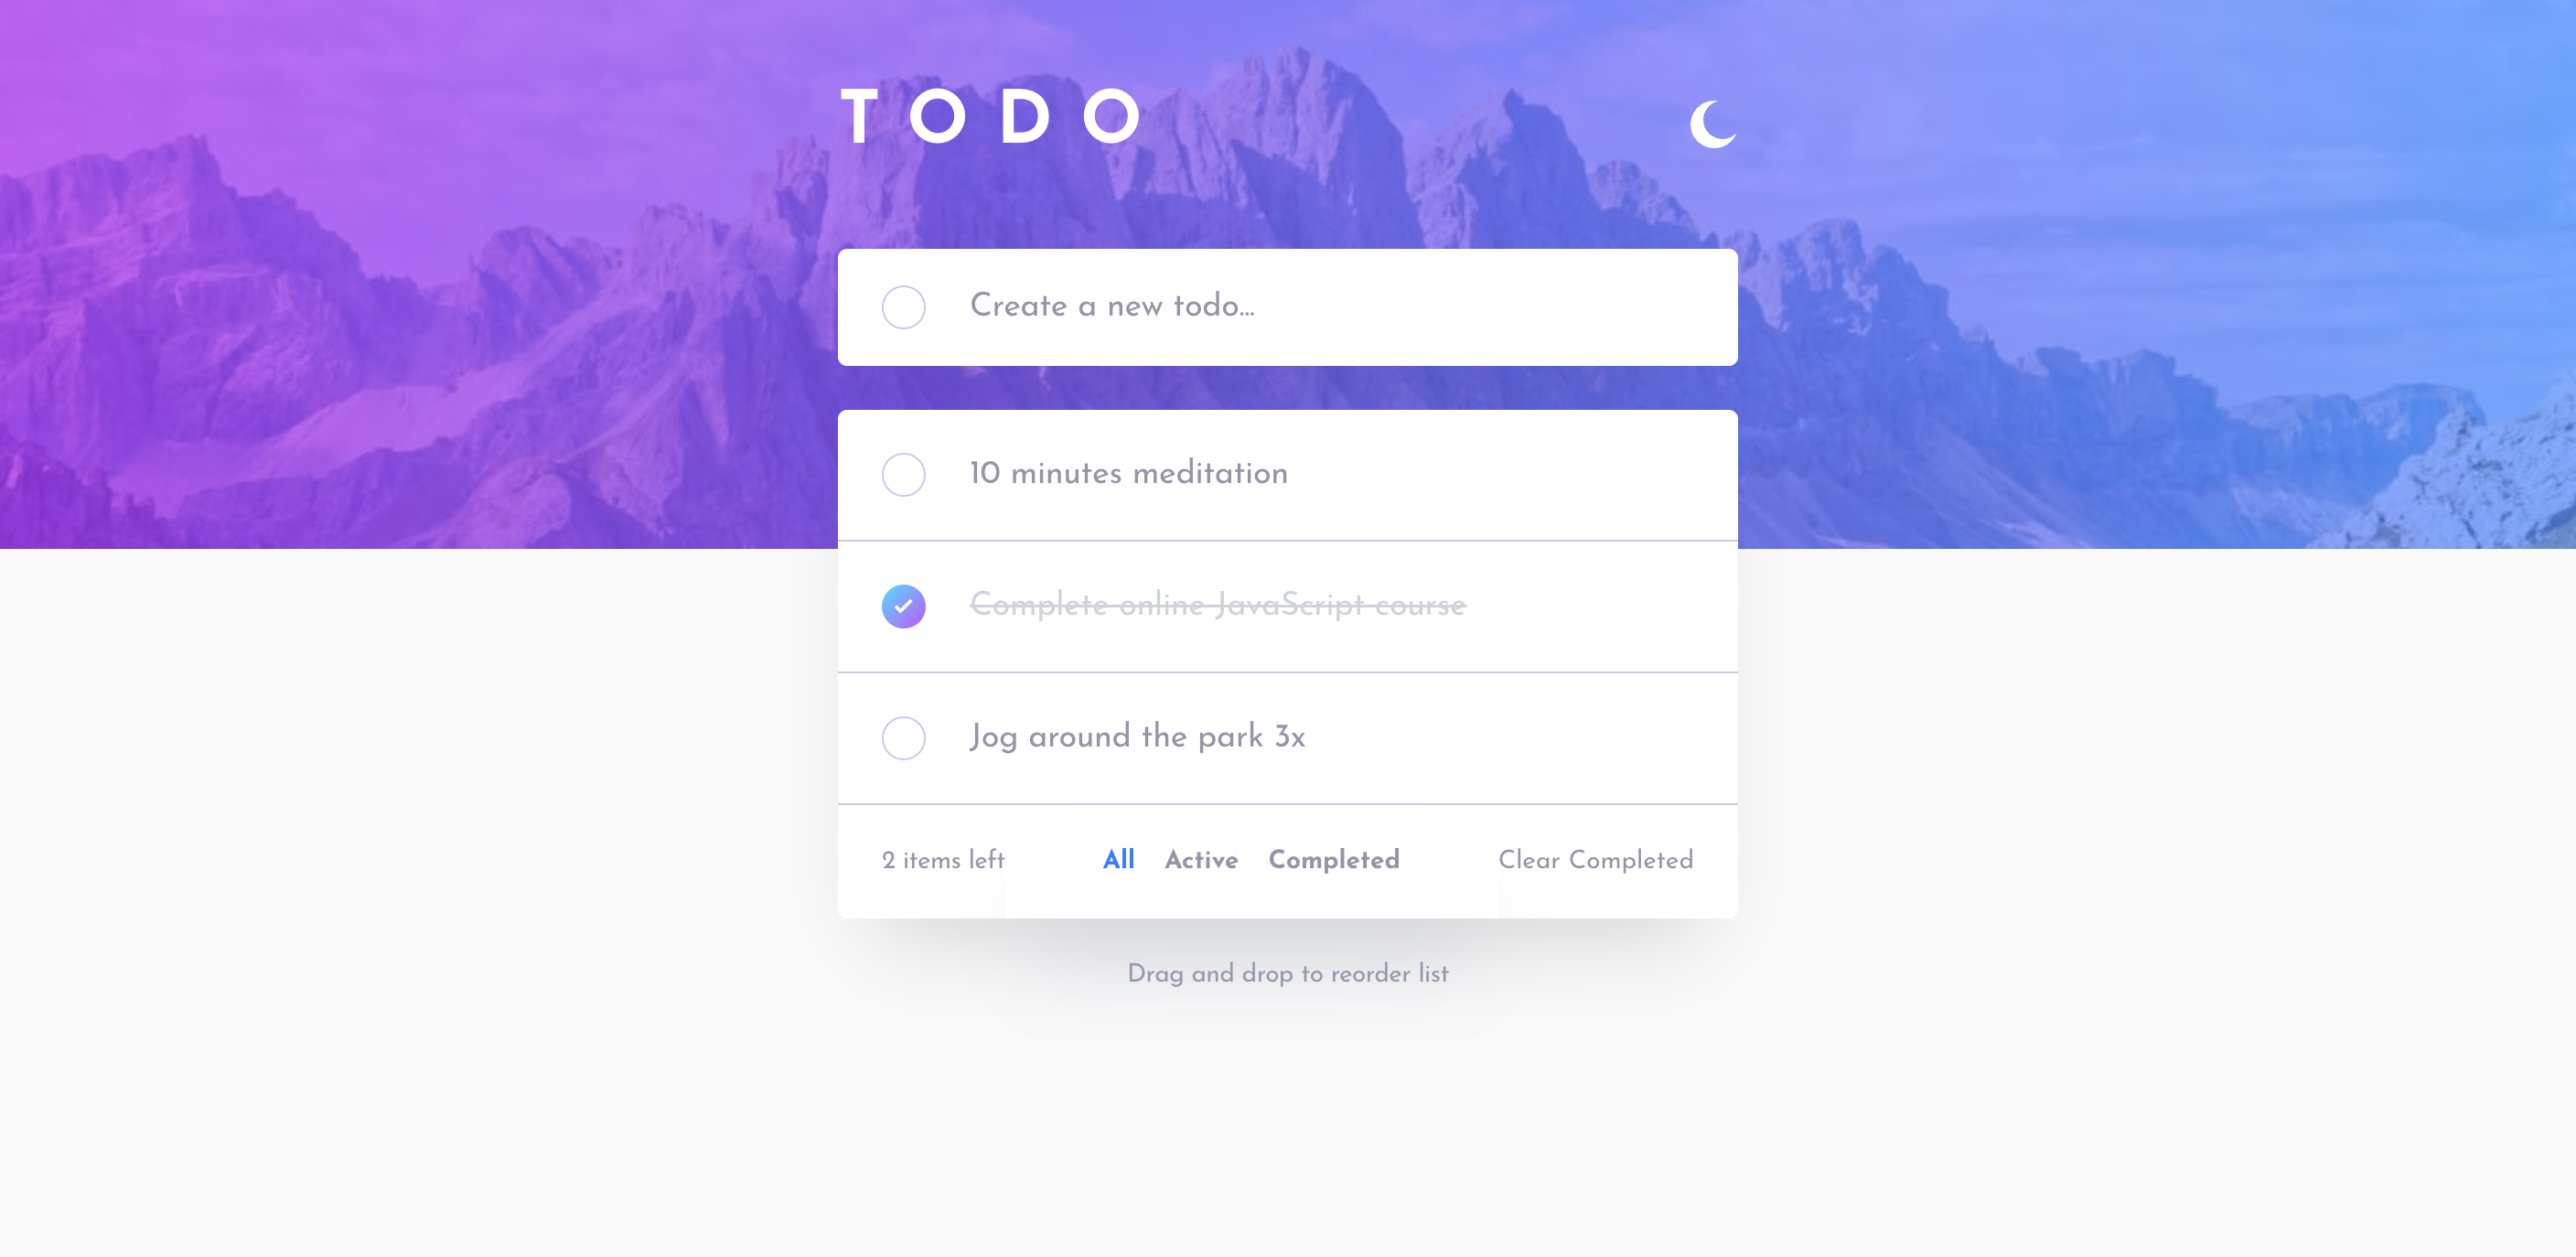 TODO
Create a new todo...
10 minutes meditation
Complete online JavaScript course
Jog around the park 3x
2 items left All Active Completed Clear Completed
Drag and drop to reorder list